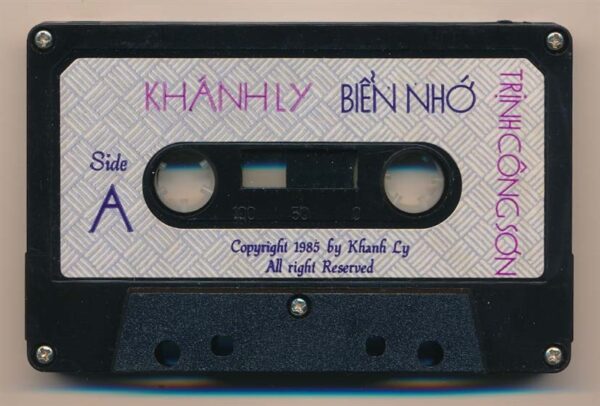 KHÁNH LY BIỂN NHỚ
TRỊNH CÔNG SƠN
Side
A
100 50 0
Copyright 1985 by Khanh Ly
All right Reserved